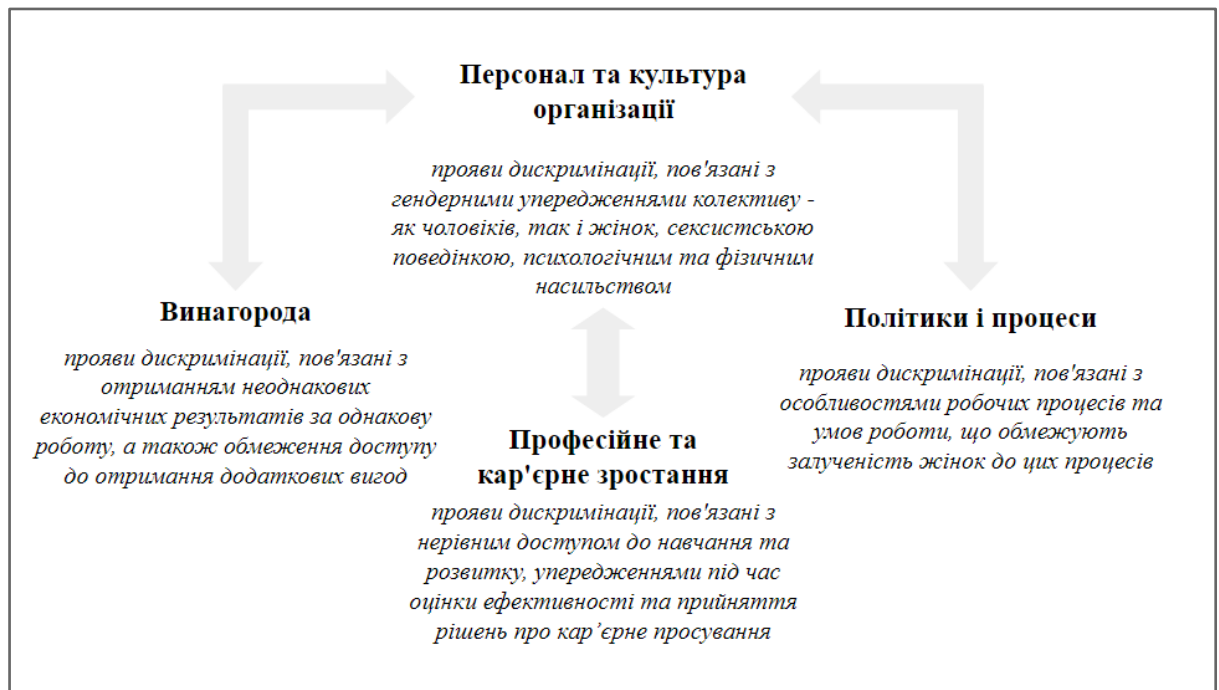 Персонал та культура
організації
прояви дискримінації, пов'язані з
гендерними упередженнями колективу -
як чоловіків, так і жінок, сексистською
поведінкою, психологічним та фізичним
насильством
Винагорода
прояви дискримінації, пов'язані з
отриманням неоднакових
економічних результатів за однакову
роботу, а також обмеження доступу
до отримання додаткових вигод
Політики і процеси
прояви дискримінації, пов'язані з
особливостями робочих процесів та
умов роботи, що обмежують
залученість жінок до цих процесів
Професійне та
кар'єрне зростання
прояви дискримінації, пов'язані з
нерівним доступом до навчання та
розвитку, упередженнями під час
оцінки ефективності та прийняття
рішень про кар’єрне просування